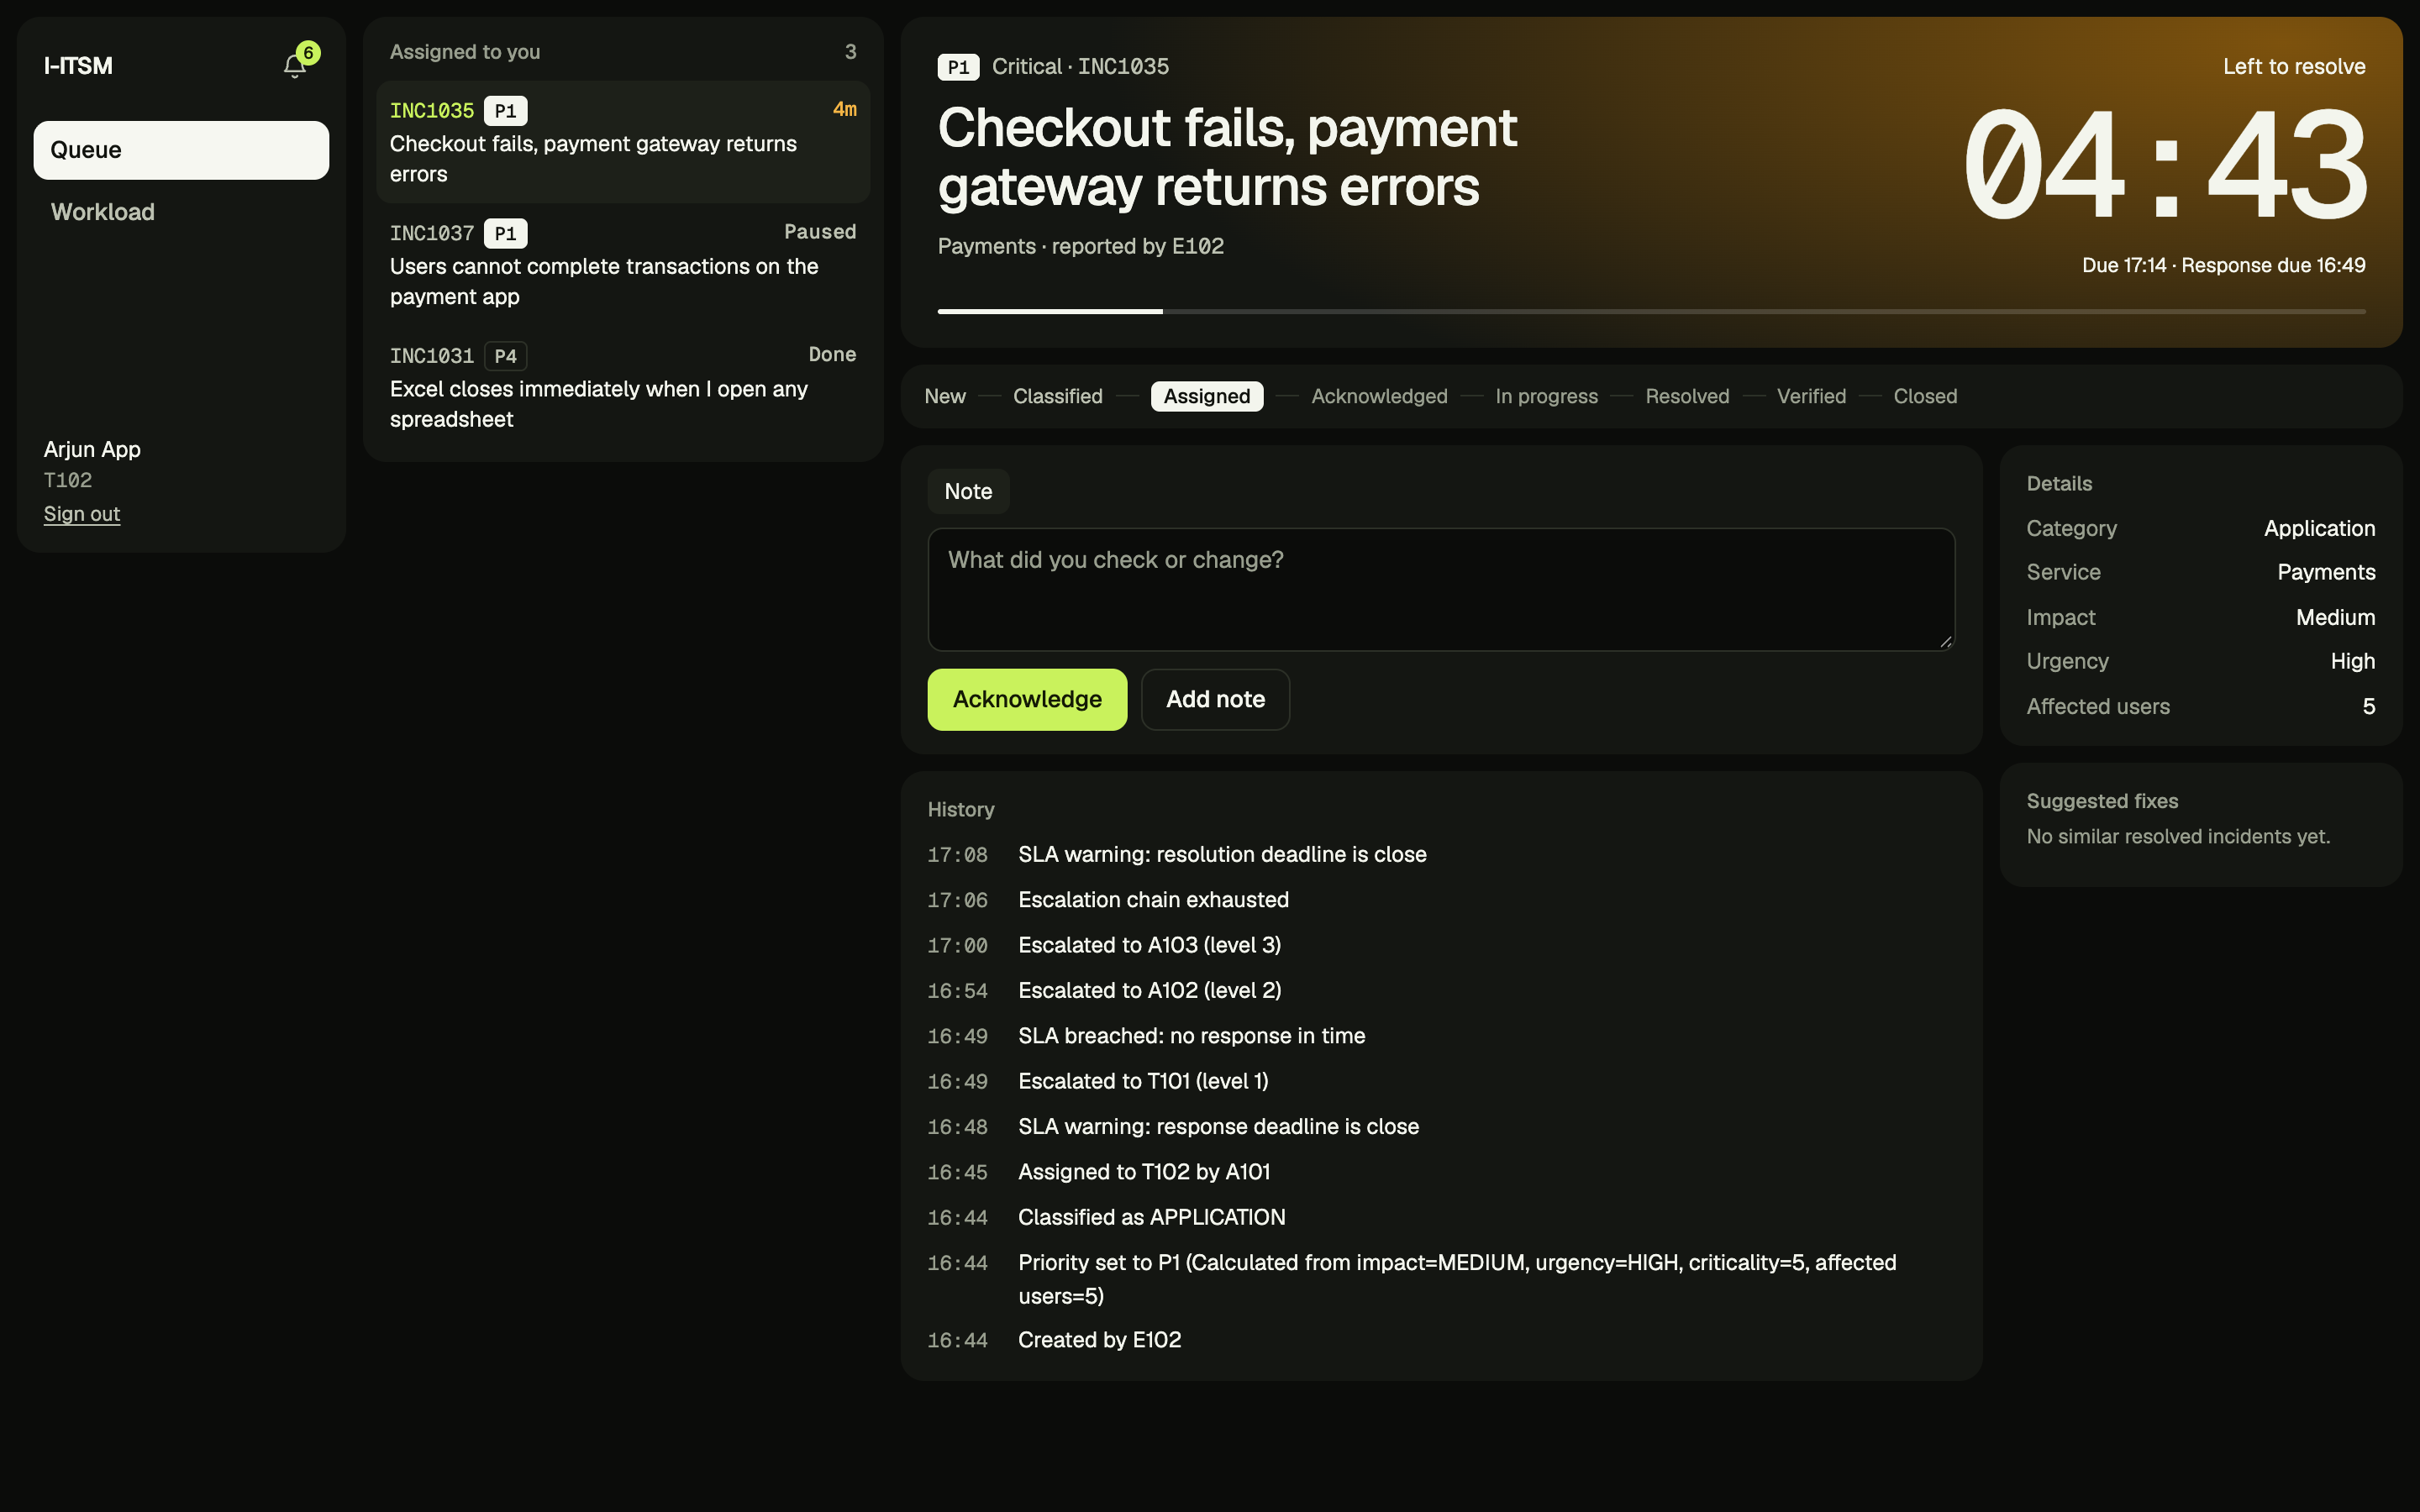 I-ITSM
6
Queue
Workload
Arjun App
T102
Sign out
Assigned to you
3
INC1035 P1 4m
Checkout fails, payment gateway returns
errors
INC1037 P1 Paused
Users cannot complete transactions on the
payment app
INC1031 P4 Done
Excel closes immediately when I open any
spreadsheet
P1 Critical · INC1035
Checkout fails, payment
gateway returns errors
Payments · reported by E102
Left to resolve
04:43
Due 17:14 · Response due 16:49
New — Classified — Assigned — Acknowledged — In progress — Resolved — Verified — Closed
Note
What did you check or change?
Acknowledge
Add note
History
17:08 SLA warning: resolution deadline is close
17:06 Escalation chain exhausted
17:00 Escalated to A103 (level 3)
16:54 Escalated to A102 (level 2)
16:49 SLA breached: no response in time
16:49 Escalated to T101 (level 1)
16:48 SLA warning: response deadline is close
16:45 Assigned to T102 by A101
16:44 Classified as APPLICATION
16:44 Priority set to P1 (Calculated from impact=MEDIUM, urgency=HIGH, criticality=5, affected
users=5)
16:44 Created by E102
Details
Category Application
Service Payments
Impact Medium
Urgency High
Affected users 5
Suggested fixes
No similar resolved incidents yet.